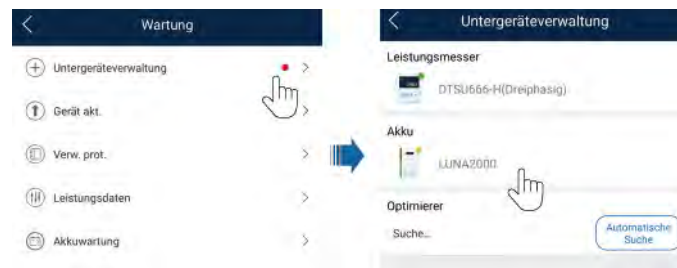 Wartung
Untergeräteverwaltung
Gerät akt.
Verw. prot.
Leistungsdaten
Akkuwartung
Untergeräteverwaltung
Leistungsmesser
DTSU666-H(Dreiphasig)
Akku
LUNA2000
Optimierer
Suche...
Automatische
Suche